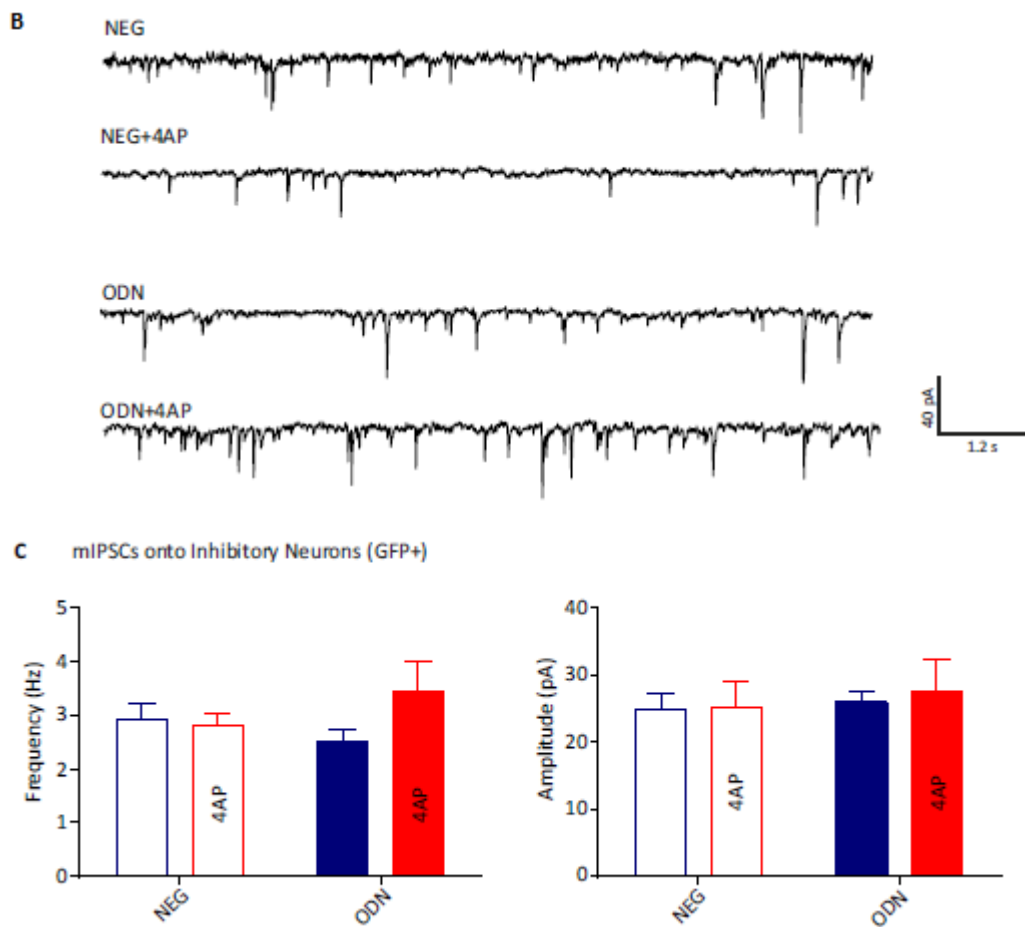 B
NEG
NEG+4AP
ODN
ODN+4AP
40 pA
1.2 s
C mIPSCs onto Inhibitory Neurons (GFP+)
Frequency (Hz)
5
4
3
2
1
0
4AP
4AP
NEG
ODN
Amplitude (pA)
40
30
20
10
0
4AP
4AP
NEG
ODN